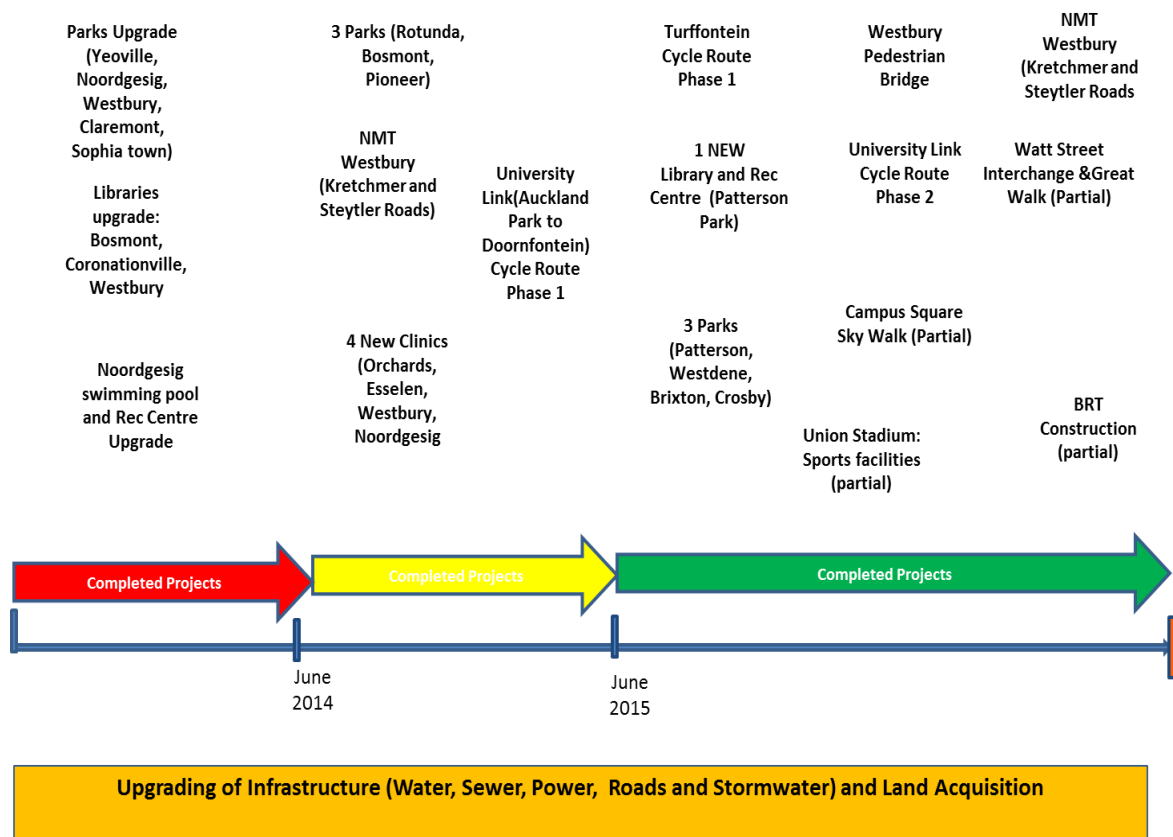 Parks Upgrade
(Yeoville,
Noordgesig,
Westbury,
Claremont,
Sophia town)
Libraries
upgrade:
Bosmont,
Coronationville,
Westbury
Noordgesig
swimming pool
and Rec Centre
Upgrade
3 Parks (Rotunda,
Bosmont,
Pioneer)
NMT
Westbury
(Kretchmer and
Steytler Roads)
4 New Clinics
(Orchards,
Esselen,
Westbury,
Noordgesig
University
Link(Auckland
Park to
Doornfontein)
Cycle Route
Phase 1
Turffontein
Cycle Route
Phase 1
1 NEW
Library and Rec
Centre (Patterson
Park)
3 Parks
(Patterson,
Westdene,
Brixton, Crosby)
Westbury
Pedestrian
Bridge
University Link
Cycle Route
Phase 2
Campus Square
Sky Walk (Partial)
Union Stadium:
Sports facilities
(partial)
NMT
Westbury
(Kretchmer and
Steytler Roads
Watt Street
Interchange &Great
Walk (Partial)
BRT
Construction
(partial)
Completed Projects
Completed Projects
Completed Projects
June
2014
June
2015
Upgrading of Infrastructure (Water, Sewer, Power, Roads and Stormwater) and Land Acquisition